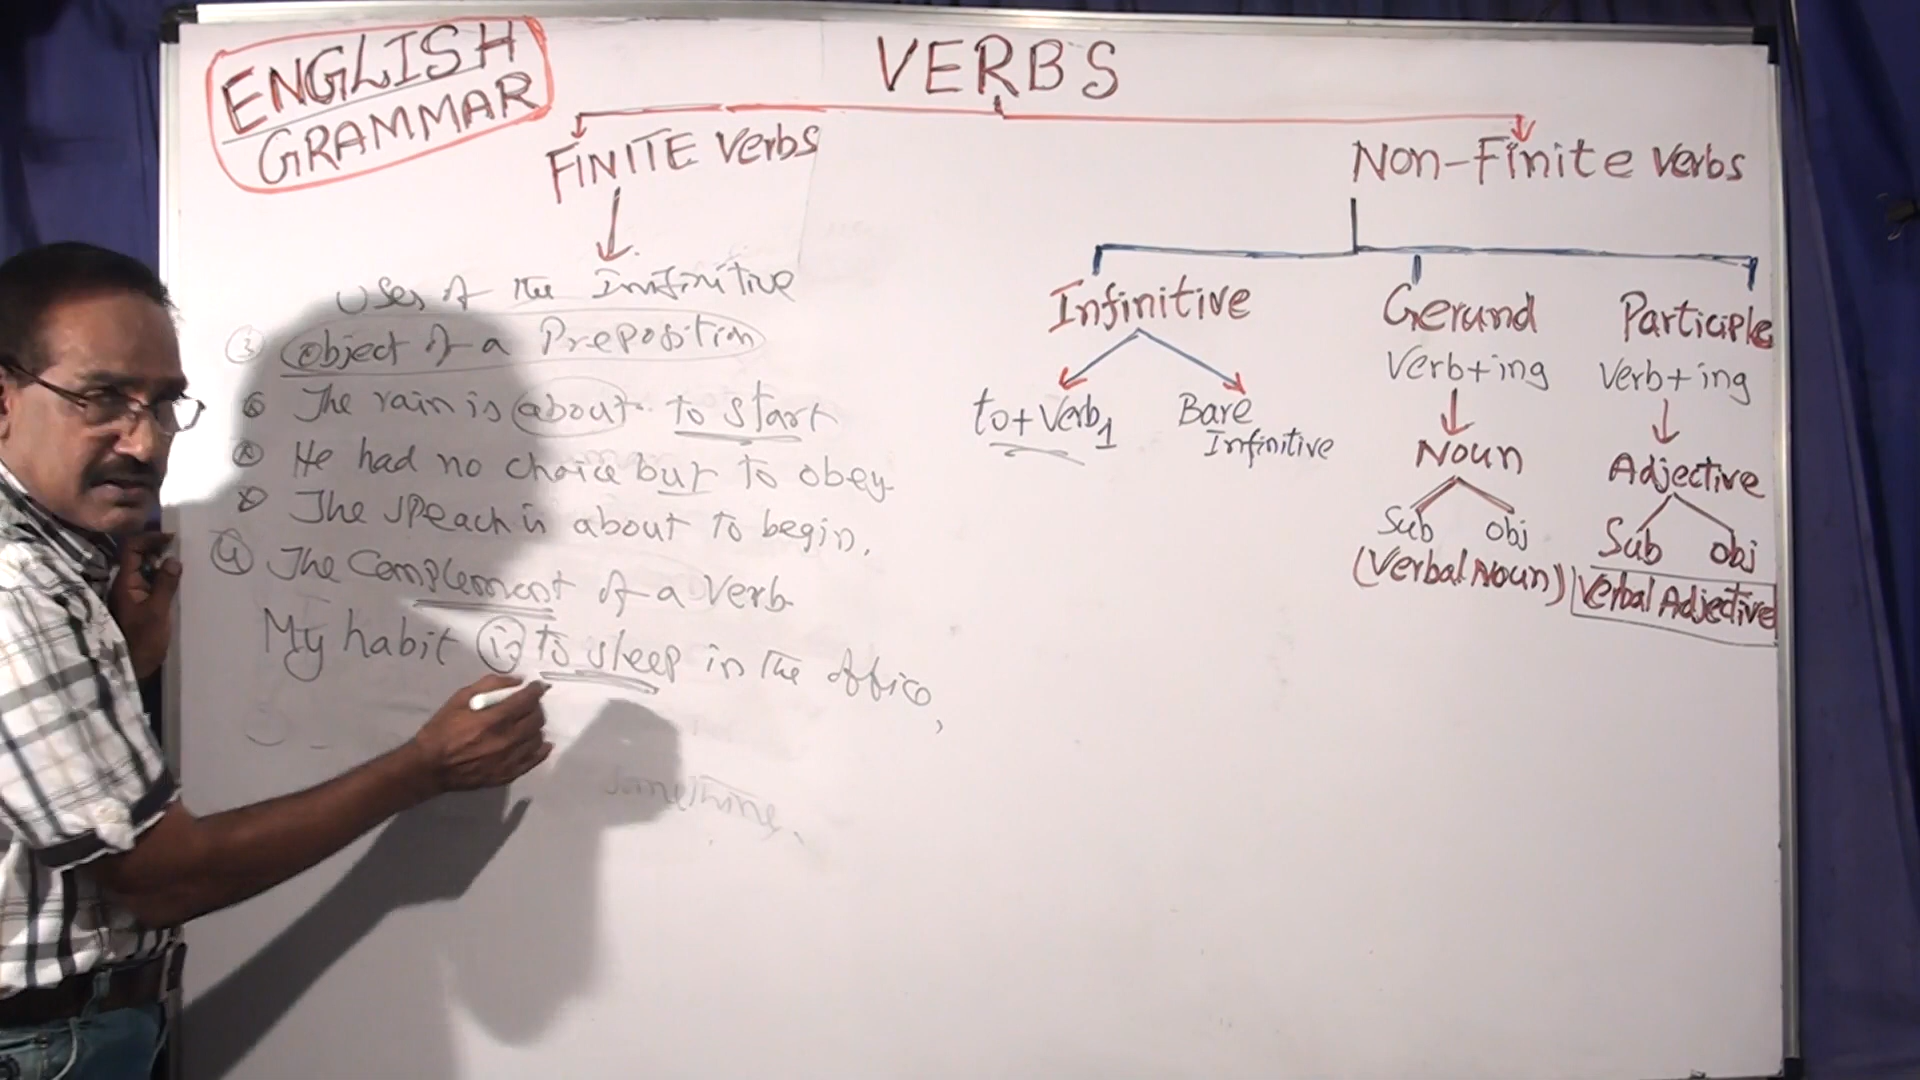 ENGLISH
GRAMMAR
VERBS
FINITE Verbs
Non-Finite Verbs
Uses of the Innfinitive
③ object of a Preposition
The rain is about to start
He had no choice but to obey
The speach is about to begin.
④ The Complement of a Verb
My habit is to sleep in the office,
Infinitive
to+Verb1
Bare
Infinitive
Gerund
Verb+ing
Noun
Sub obj
(Verbal Noun)
Participle
Verb+ing
Adjective
Sub obj
Verbal Adjective